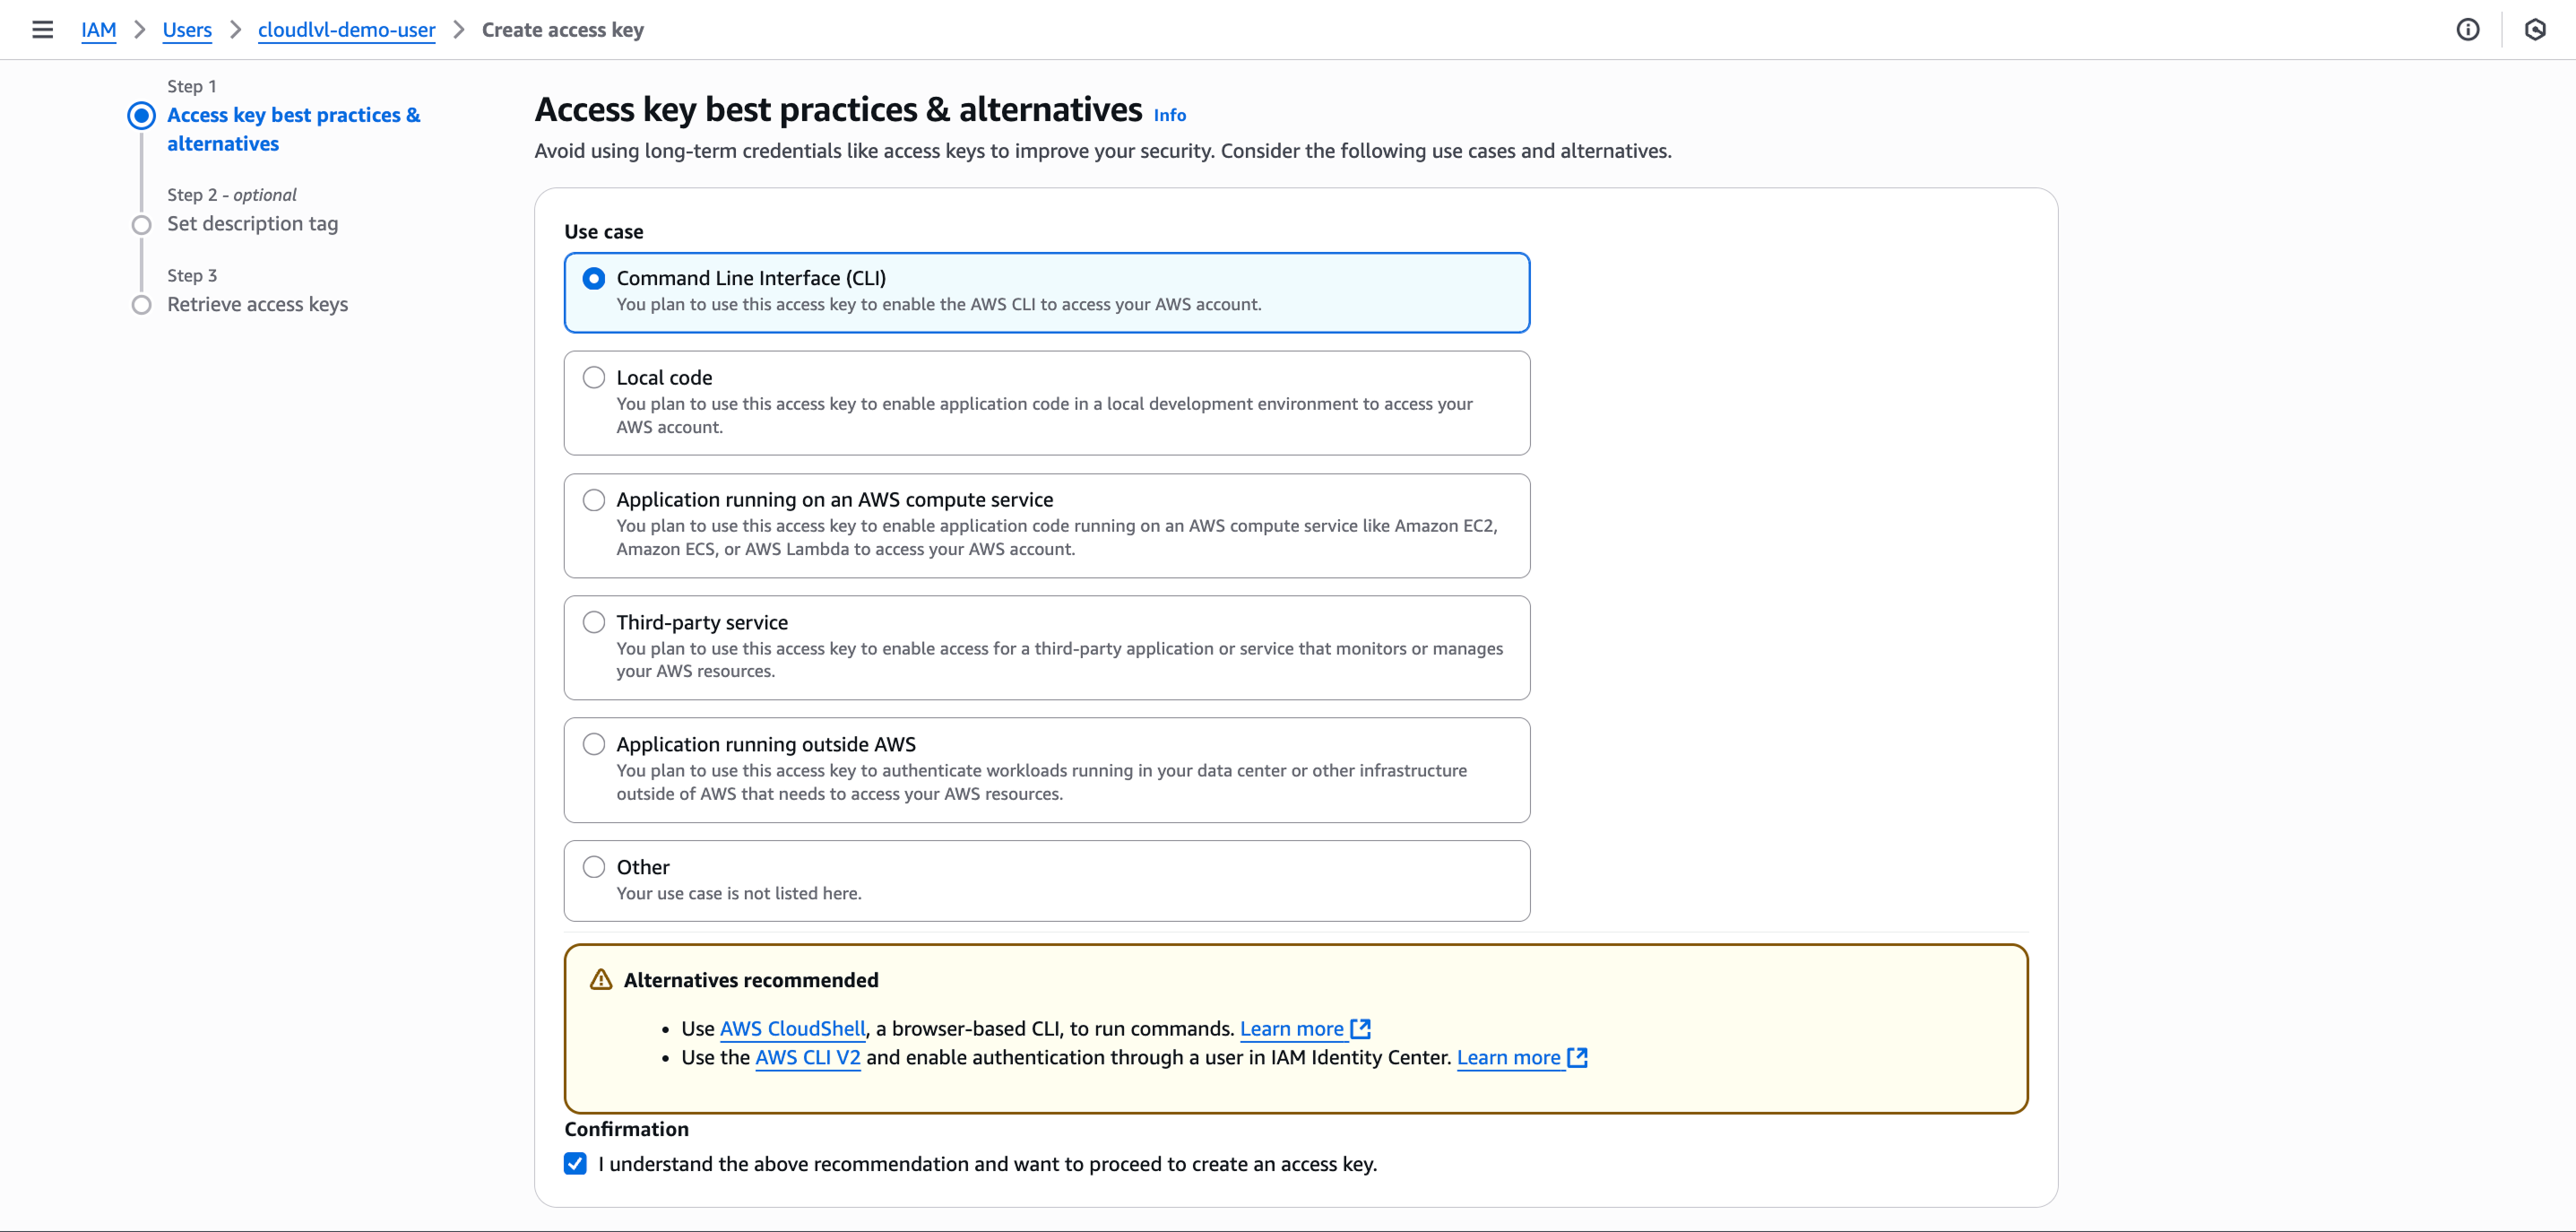 IAM > Users > cloudlvl-demo-user > Create access key
Step 1
Access key best practices &
alternatives
Step 2 - optional
Set description tag
Step 3
Retrieve access keys
Access key best practices & alternatives Info
Avoid using long-term credentials like access keys to improve your security. Consider the following use cases and alternatives.
Use case
Command Line Interface (CLI)
You plan to use this access key to enable the AWS CLI to access your AWS account.
Local code
You plan to use this access key to enable application code in a local development environment to access your
AWS account.
Application running on an AWS compute service
You plan to use this access key to enable application code running on an AWS compute service like Amazon EC2,
Amazon ECS, or AWS Lambda to access your AWS account.
Third-party service
You plan to use this access key to enable access for a third-party application or service that monitors or manages
your AWS resources.
Application running outside AWS
You plan to use this access key to authenticate workloads running in your data center or other infrastructure
outside of AWS that needs to access your AWS resources.
Other
Your use case is not listed here.
Alternatives recommended
• Use AWS CloudShell, a browser-based CLI, to run commands. Learn more
• Use the AWS CLI V2 and enable authentication through a user in IAM Identity Center. Learn more
Confirmation
I understand the above recommendation and want to proceed to create an access key.